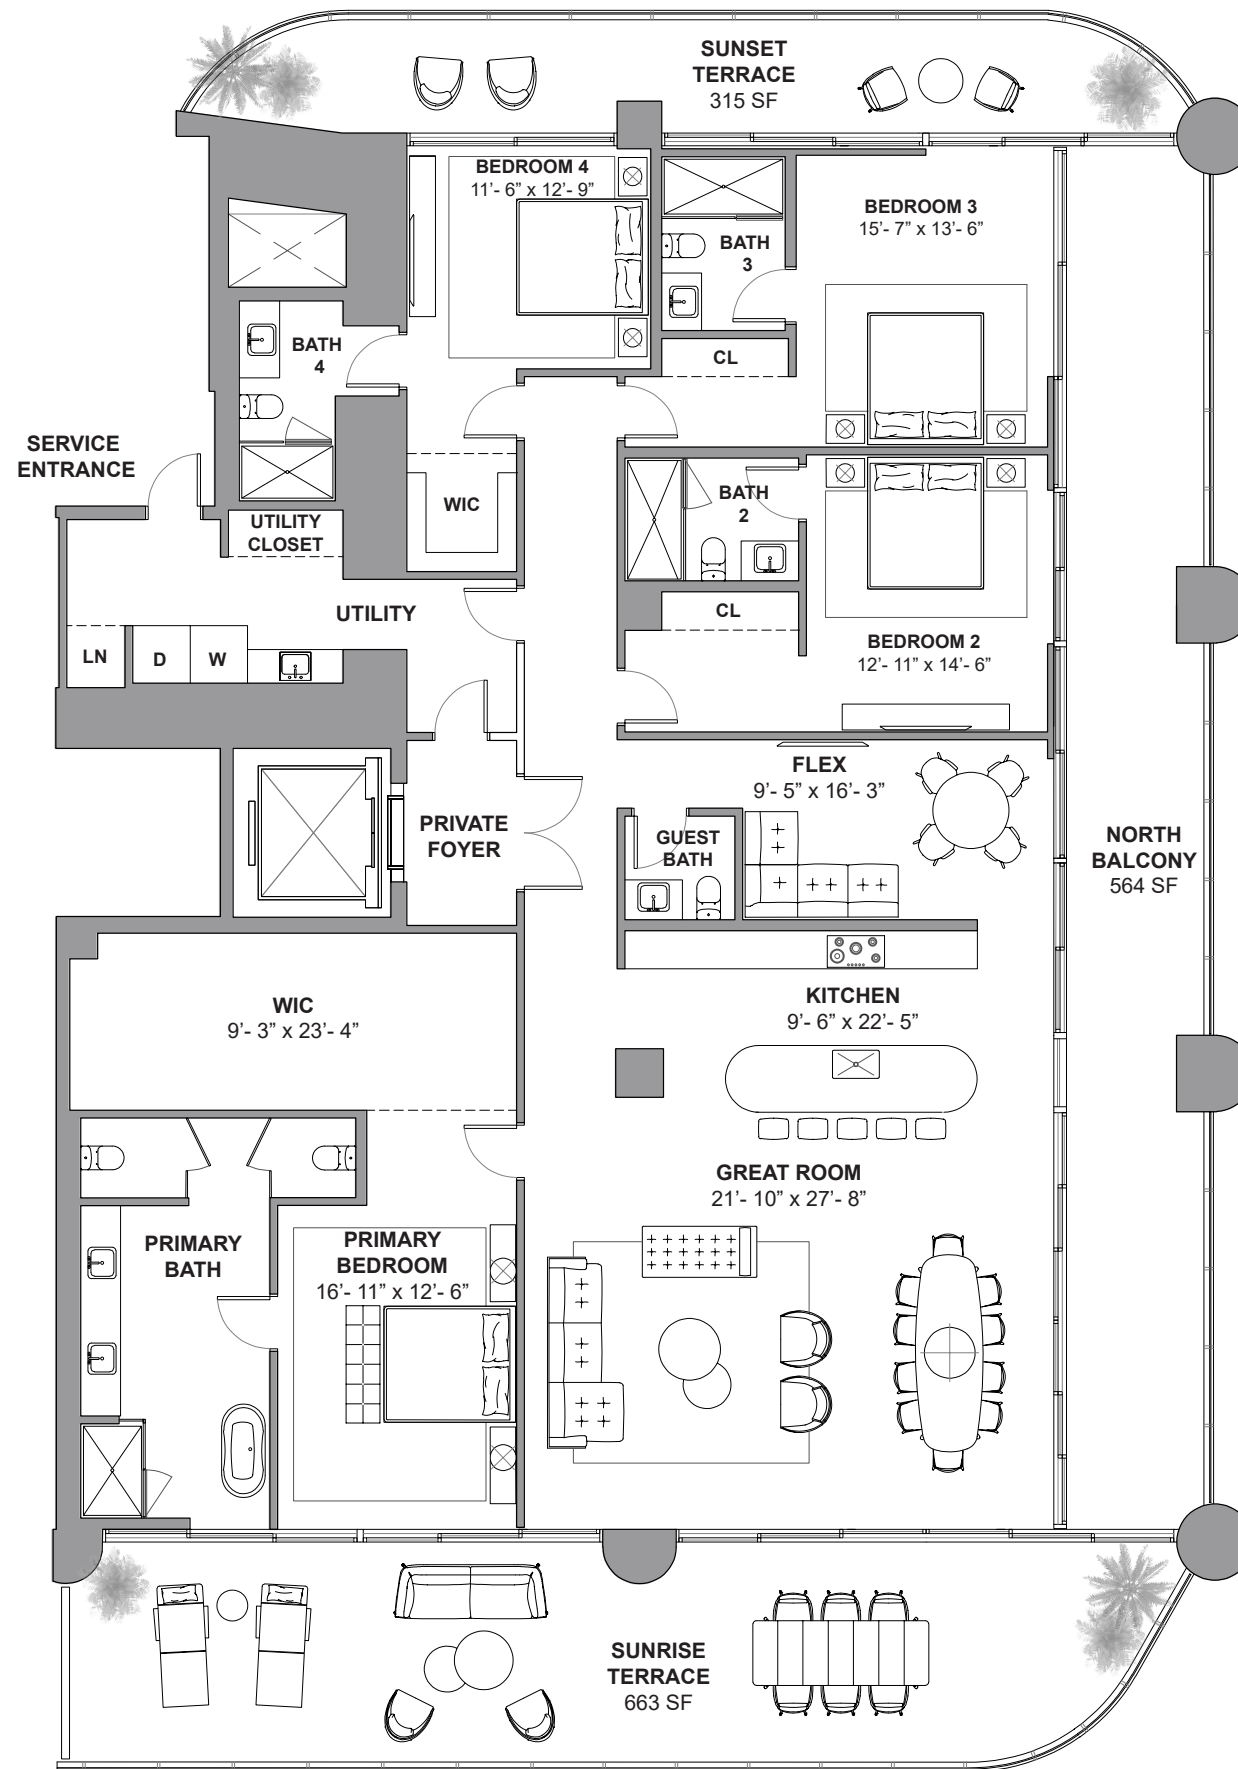 SUNSET
TERRACE
315 SF
BEDROOM 4
11’- 6” x 12’- 9”
BEDROOM 3
15’- 7” x 13’- 6”
BATH
3
BATH
4
CL
SERVICE
ENTRANCE
WIC
BATH
2
UTILITY
CLOSET
UTILITY
CL
LN
D
W
BEDROOM 2
12’- 11” x 14’- 6”
FLEX
9’- 5” x 16’- 3”
PRIVATE
FOYER
GUEST
BATH
NORTH
BALCONY
564 SF
WIC
9’- 3” x 23’- 4”
KITCHEN
9’- 6” x 22’- 5”
GREAT ROOM
21’- 10” x 27’- 8”
PRIMARY
BATH
PRIMARY
BEDROOM
16’- 11” x 12’- 6”
SUNRISE
TERRACE
663 SF